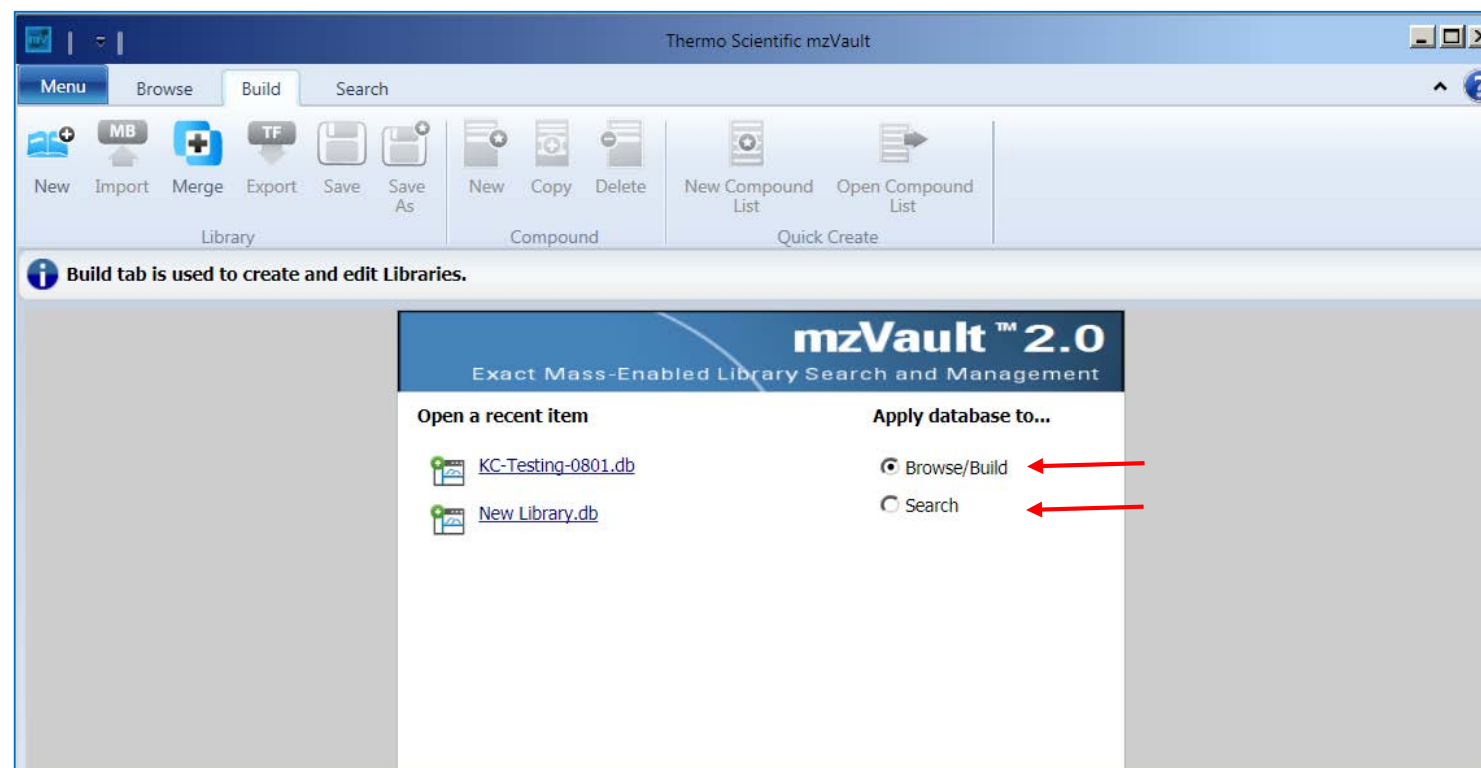 mV
Thermo Scientific mzVault
Menu Browse Build Search
?
MB TF
New Import Merge Export Save Save As New Copy Delete New Compound List Open Compound List
Library Compound Quick Create
i Build tab is used to create and edit Libraries.
mzVault™2.0
Exact Mass-Enabled Library Search and Management
Open a recent item Apply database to...
KC-Testing-0801.db Browse/Build
New Library.db Search